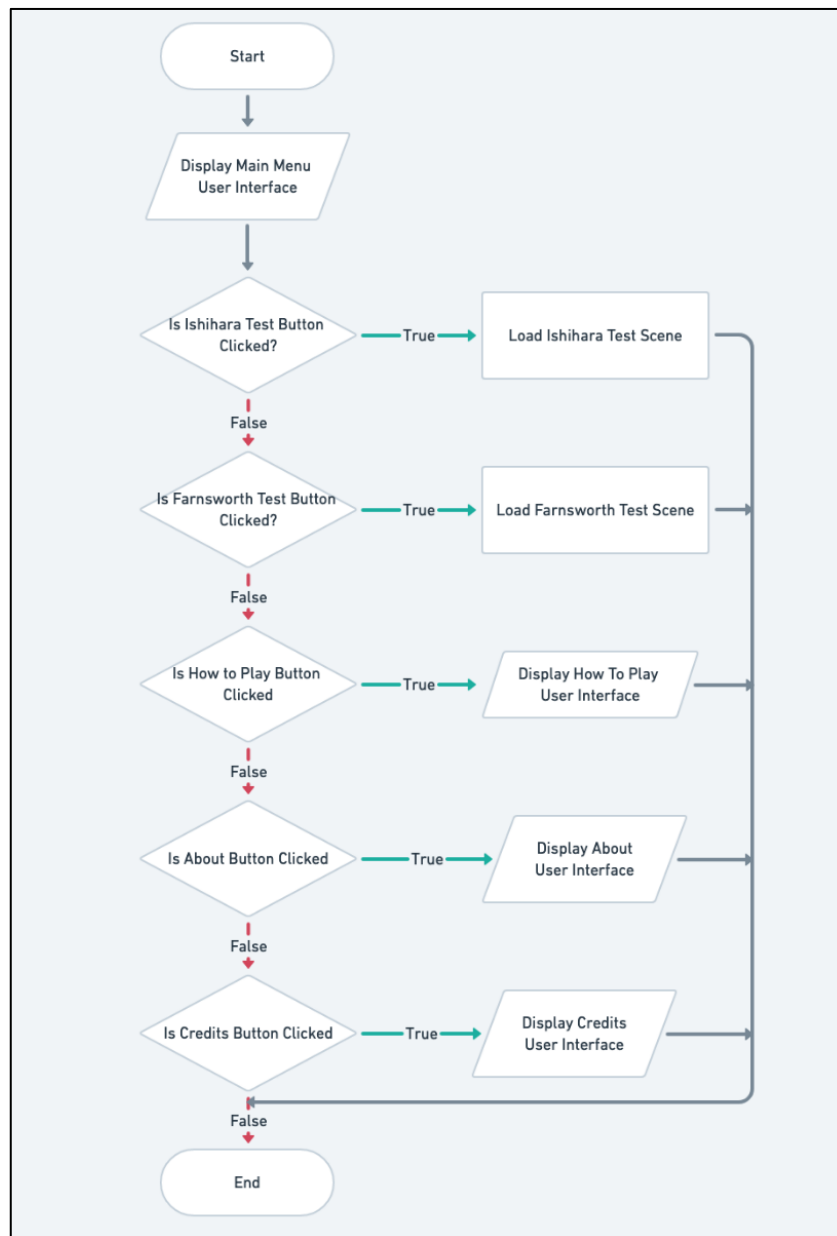 Start
Display Main Menu
User Interface
Is Ishihara Test Button
Clicked?
True
Load Ishihara Test Scene
False
Is Farnsworth Test Button
Clicked?
True
Load Farnsworth Test Scene
False
Is How to Play Button
Clicked
True
Display How To Play
User Interface
False
Is About Button Clicked
True
Display About
User Interface
False
Is Credits Button Clicked
True
Display Credits
User Interface
False
End